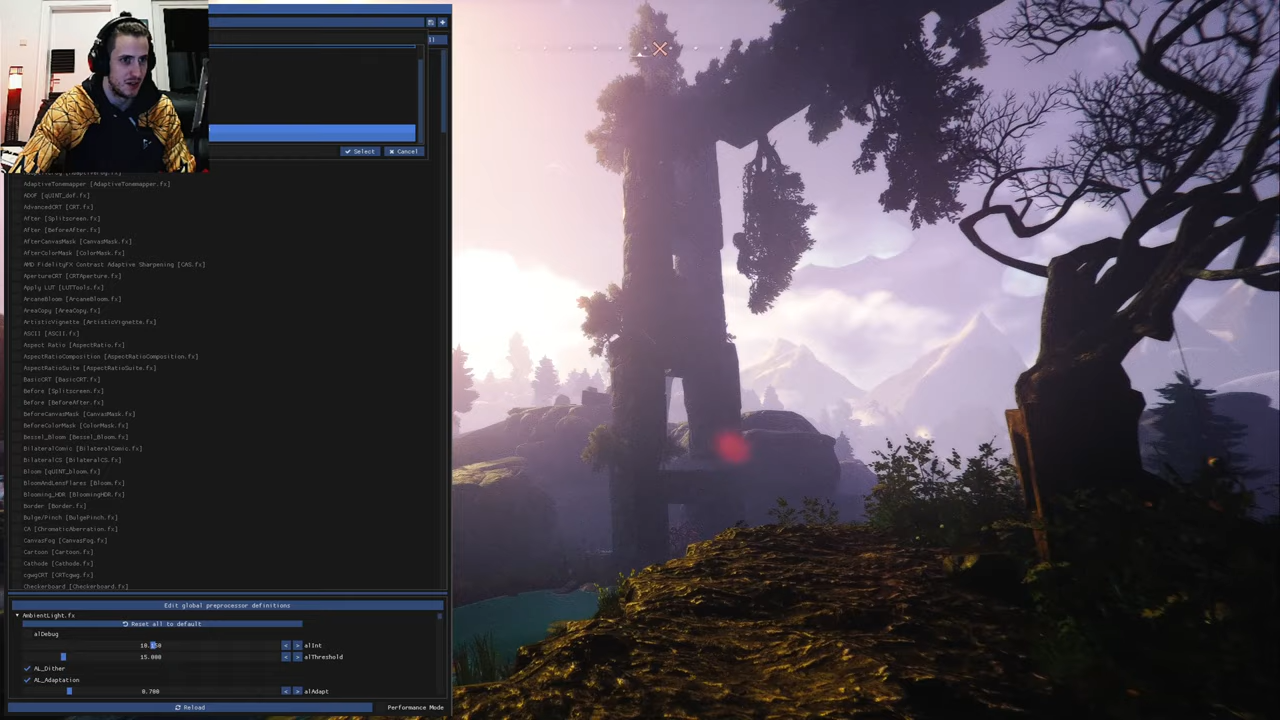 Select
Cancel
AdaptiveTonemapper [AdaptiveTonemapper.fx]
ADOF [qUINT_dof.fx]
AdvancedCRT [CRT.fx]
After [Splitscreen.fx]
After [BeforeAfter.fx]
AfterCanvasMask [CanvasMask.fx]
AfterColorMask [ColorMask.fx]
AMD FidelityFX Contrast Adaptive Sharpening [CAS.fx]
ApertureCRT [CRTAperture.fx]
Apply LUT [LUTTools.fx]
ArcaneBloom [ArcaneBloom.fx]
AreaCopy [AreaCopy.fx]
ArtisticVignette [ArtisticVignette.fx]
ASCII [ASCII.fx]
Aspect Ratio [AspectRatio.fx]
AspectRatioComposition [AspectRatioComposition.fx]
AspectRatioSuite [AspectRatioSuite.fx]
BasicCRT [BasicCRT.fx]
Before [Splitscreen.fx]
Before [BeforeAfter.fx]
BeforeCanvasMask [CanvasMask.fx]
BeforeColorMask [ColorMask.fx]
Bessel_Bloom [Bessel_Bloom.fx]
BilateralComic [BilateralComic.fx]
BilateralCS [BilateralCS.fx]
Bloom [qUINT_bloom.fx]
BloomAndLensFlares [Bloom.fx]
Blooming_HDR [BloomingHDR.fx]
Border [Border.fx]
Bulge/Pinch [BulgePinch.fx]
CA [ChromaticAberration.fx]
CanvasFog [CanvasFog.fx]
Cartoon [Cartoon.fx]
Cathode [Cathode.fx]
cgwgCRT [CRTcgwg.fx]
Checkerboard [Checkerboard.fx]
Edit global preprocessor definitions
AmbientLight.fx
Reset all to default
alDebug
< > alInt
15.000 < > alThreshold
AL_Dither
AL_Adaptation
0.700 < > alAdapt
Reload Performance Mode